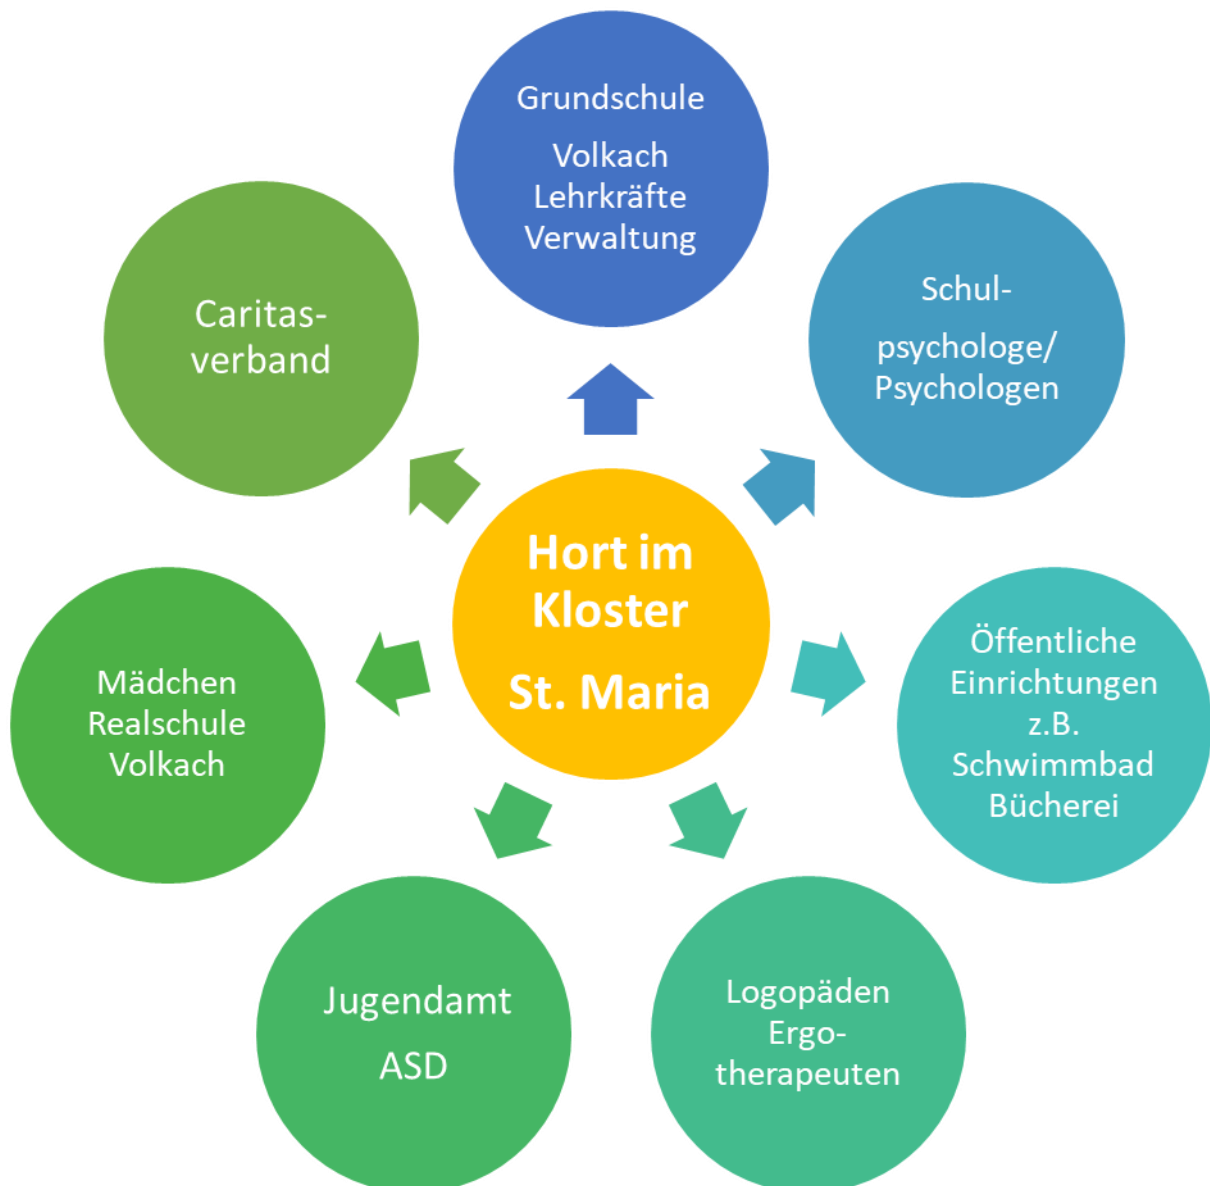 Grundschule
Volkach
Lehrkräfte
Verwaltung
Schul-
psychologe/
Psychologen
Öffentliche
Einrichtungen
z.B.
Schwimmbad
Bücherei
Logopäden
Ergo-
therapeuten
Jugendamt
ASD
Mädchen
Realschule
Volkach
Caritas-
verband
Hort im
Kloster
St. Maria